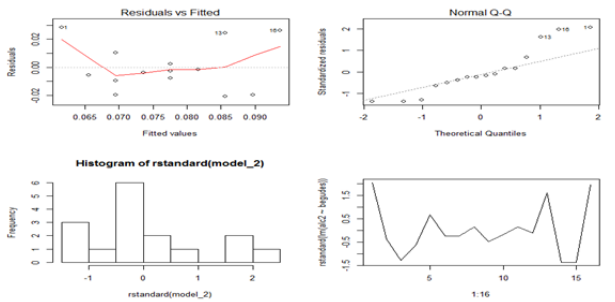 Residuals vs Fitted
Residuals
0.02
0.00
-0.02
1
13
16
0.065 0.070 0.075 0.080 0.085 0.090
Fitted values
Normal Q-Q
Standardized residuals
2
1
0
-1
13
16
1
-2 -1 0 1 2
Theoretical Quantiles
Histogram of rstandard(model_2)
Frequency
6
5
4
3
2
1
0
-1 0 1 2
rstandard(model_2)
1.5
0.5
-0.5
-1.5
5 10 15
1:16